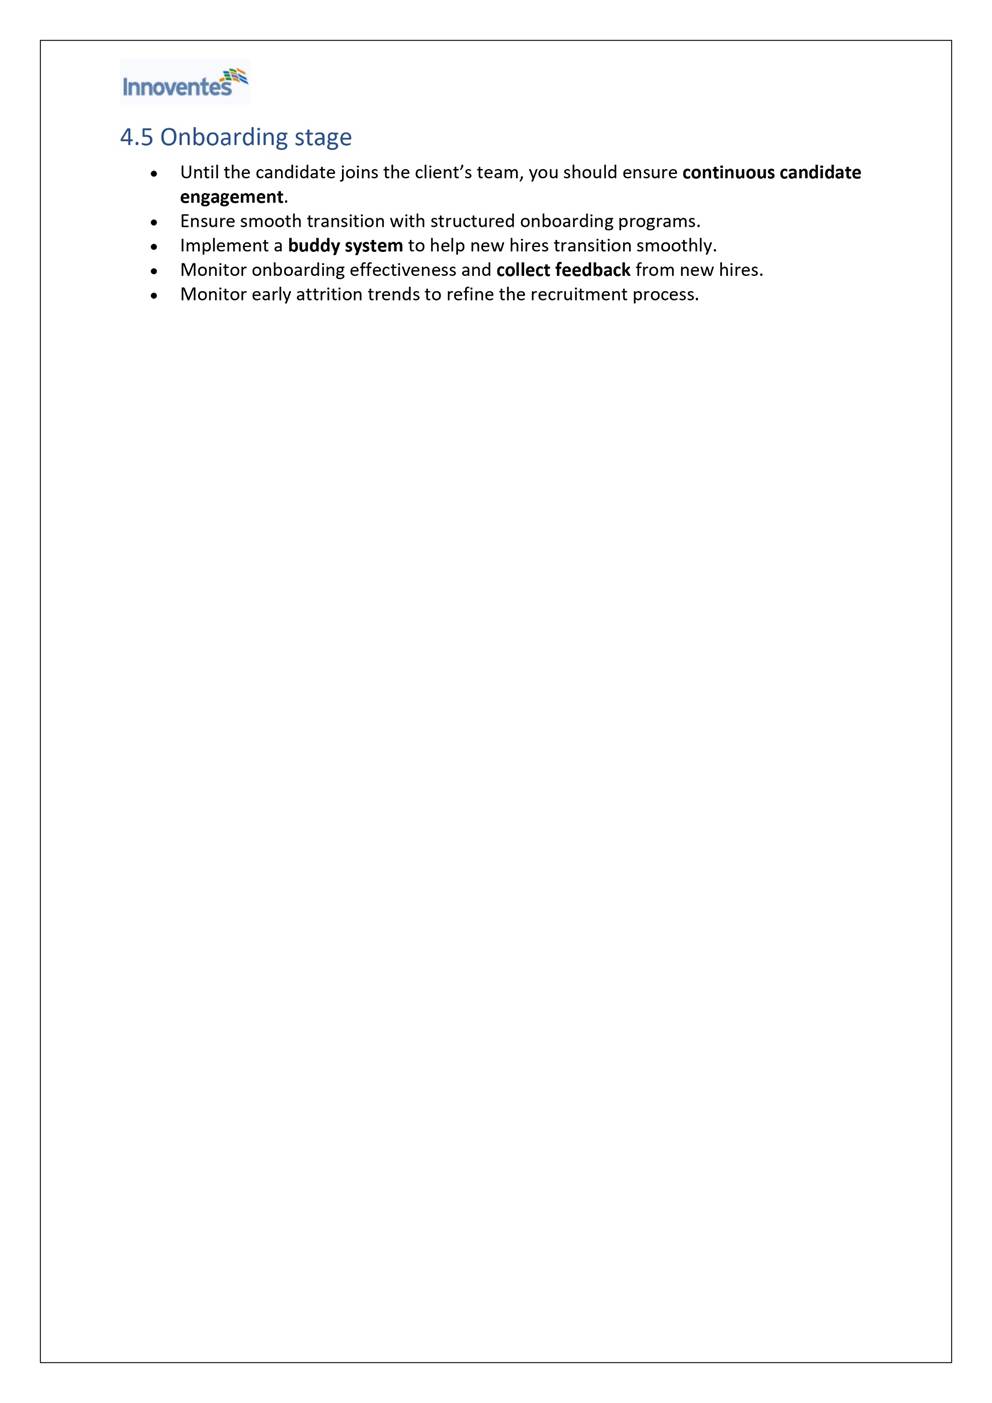 Innoventes
4.5 Onboarding stage
• Until the candidate joins the client’s team, you should ensure continuous candidate
engagement.
• Ensure smooth transition with structured onboarding programs.
• Implement a buddy system to help new hires transition smoothly.
• Monitor onboarding effectiveness and collect feedback from new hires.
• Monitor early attrition trends to refine the recruitment process.